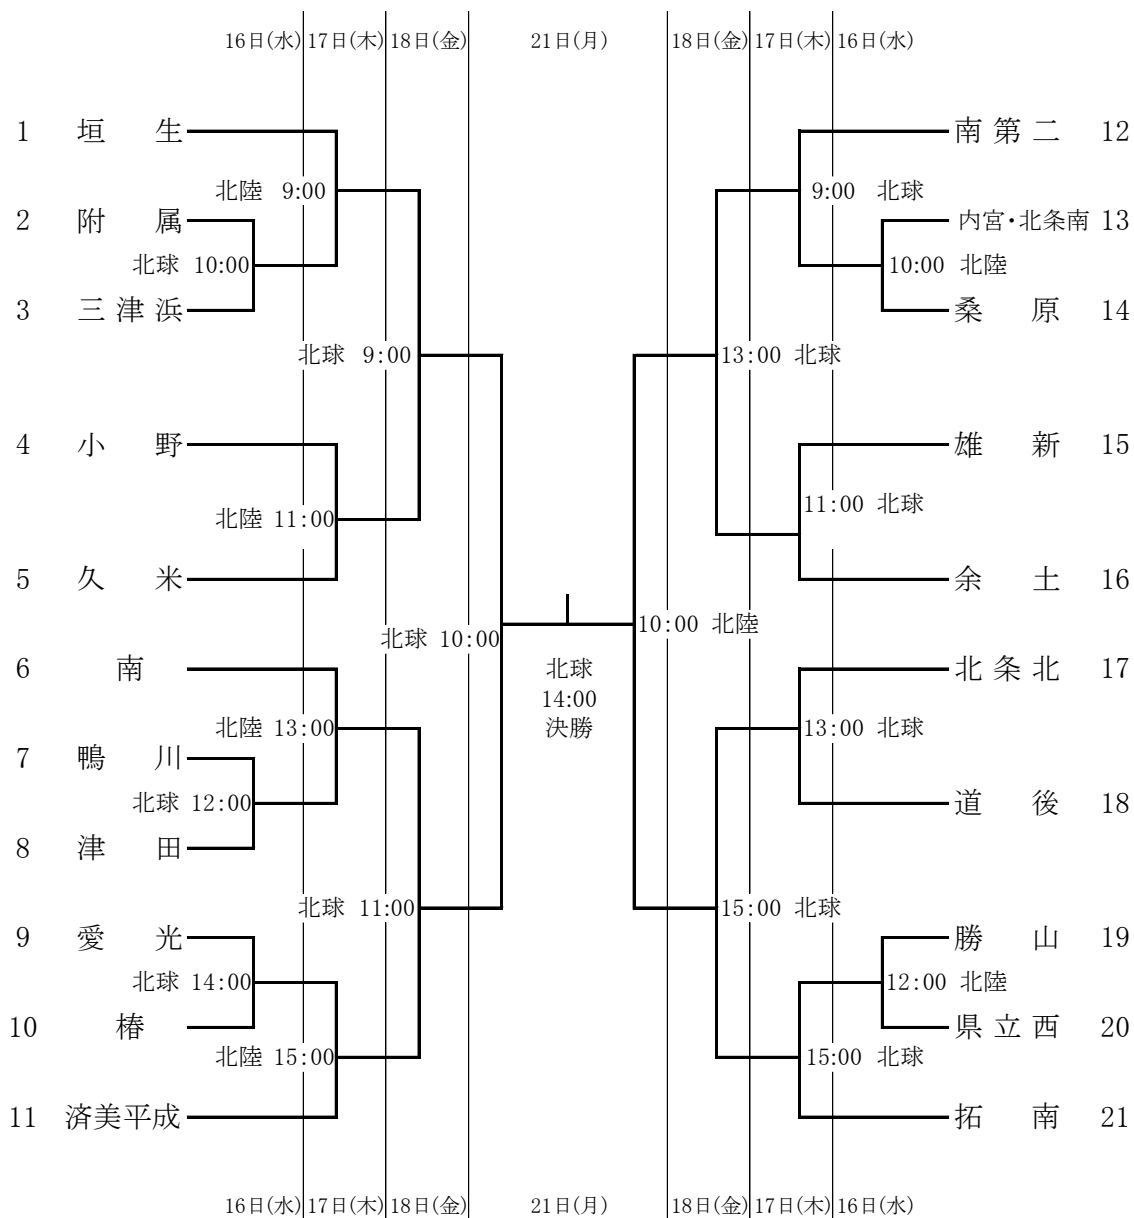 16日(水) 17日(木) 18日(金) 21日(月) 18日(金) 17日(木) 16日(水)
1 垣生 南第二 12
北陸 9:00 9:00 北球
2 附属 内宮・北条南 13
北球 10:00 10:00 北陸
3 三津浜 桑原 14
北球 9:00 13:00 北球
4 小野 雄新 15
北陸 11:00 11:00 北球
5 久米 余土 16
北球 10:00 10:00 北陸
6 南 北球 北条北 17
14:00
北陸 13:00 決勝 13:00 北球
7 鴨川
北球 12:00 道後 18
8 津田
北球 11:00 15:00 北球
9 愛光 勝山 19
北球 14:00 12:00 北陸
10 椿 県立西 20
北陸 15:00 15:00 北球
11 済美平成 拓南 21
16日(水) 17日(木) 18日(金) 21日(月) 18日(金) 17日(木) 16日(水)